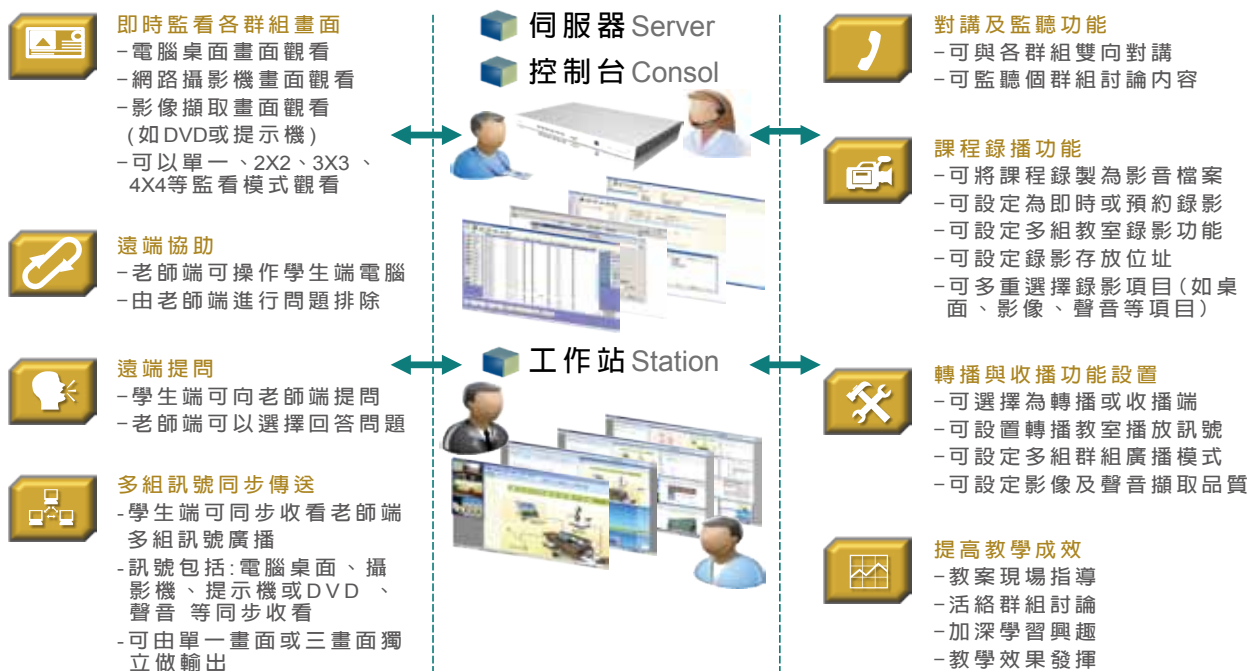 即時監看各群組畫面
-電腦桌面畫面觀看
-網路攝影機畫面觀看
-影像擷取畫面觀看
(如DVD或提示機)
-可以單一、2X2、3X3、
4X4等監看模式觀看
遠端協助
-老師端可操作學生端電腦
-由老師端進行問題排除
遠端提問
-學生端可向老師端提問
-老師端可以選擇回答問題
多組訊號同步傳送
-學生端可同步收看老師端
多組訊號廣播
-訊號包括:電腦桌面、攝
影機、提示機或DVD、
聲音 等同步收看
-可由單一畫面或三畫面獨
立做輸出
伺服器 Server
控制台 Consol
工作站 Station
對講及監聽功能
-可與各群組雙向對講
-可監聽個群組討論內容
課程錄播功能
-可將課程錄製為影音檔案
-可設定為即時或預約錄影
-可設定多組教室錄影功能
-可設定錄影存放位址
-可多重選擇錄影項目(如桌
面、影像、聲音等項目)
轉播與收播功能設置
-可選擇為轉播或收播端
-可設置轉播教室播放訊號
-可設定多組群組廣播模式
-可設定影像及聲音擷取品質
提高教學成效
-教案現場指導
-活絡群組討論
-加深學習興趣
-教學效果發揮